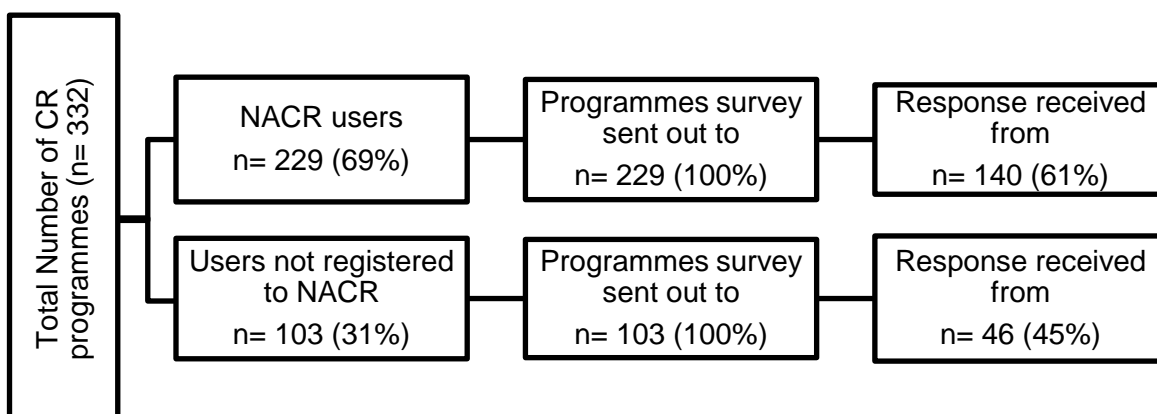 Total Number of CR
programmes (n= 332)
NACR users
n= 229 (69%)
Programmes survey
sent out to
n= 229 (100%)
Response received
from
n= 140 (61%)
Users not registered
to NACR
n= 103 (31%)
Programmes survey
sent out to
n= 103 (100%)
Response received
from
n= 46 (45%)